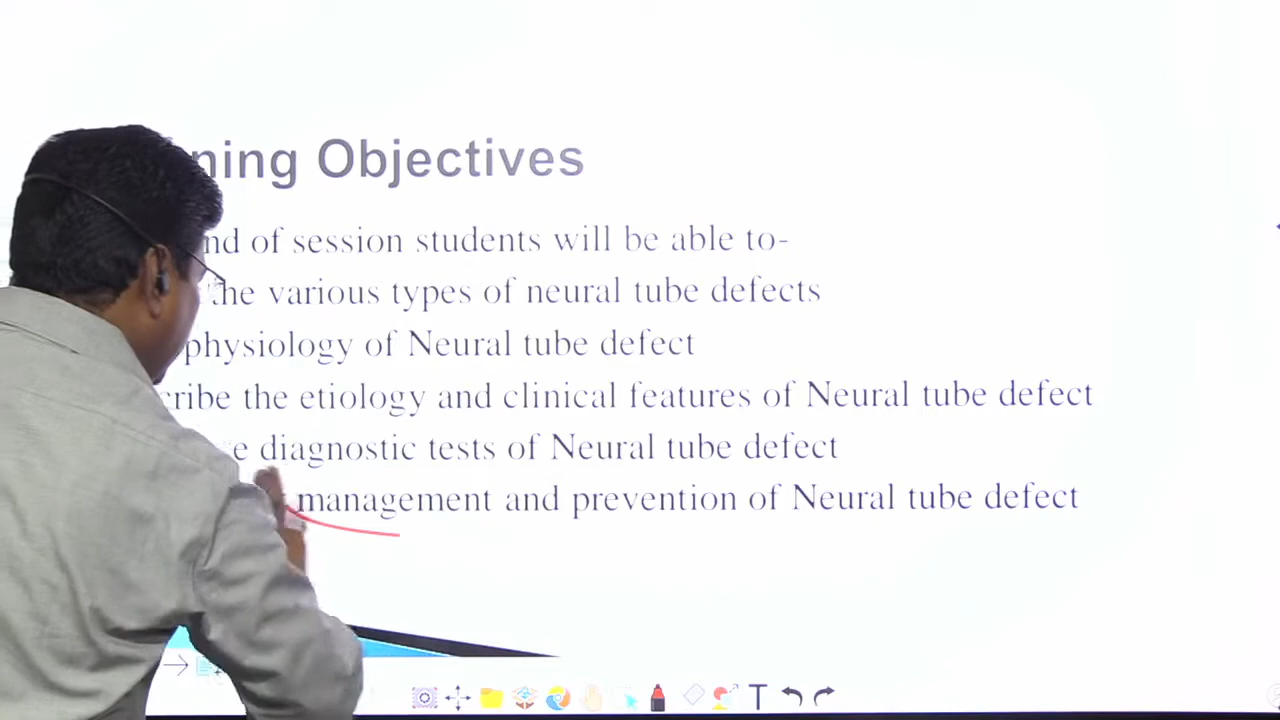 ning Objectives
nd of session students will be able to-
the various types of neural tube defects
physiology of Neural tube defect
cribe the etiology and clinical features of Neural tube defect
e diagnostic tests of Neural tube defect
management and prevention of Neural tube defect
T